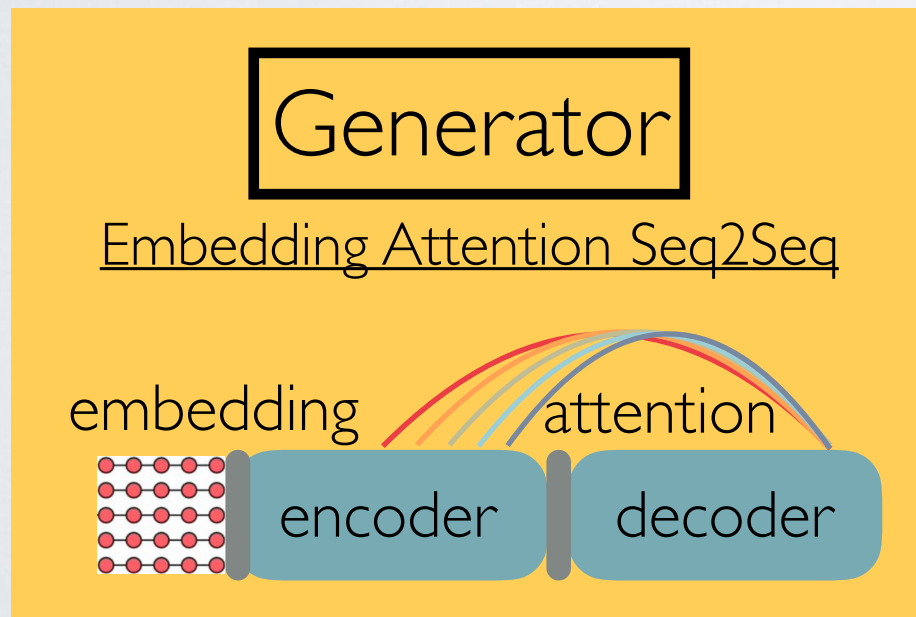 Generator
Embedding Attention Seq2Seq
embedding
attention
encoder
decoder